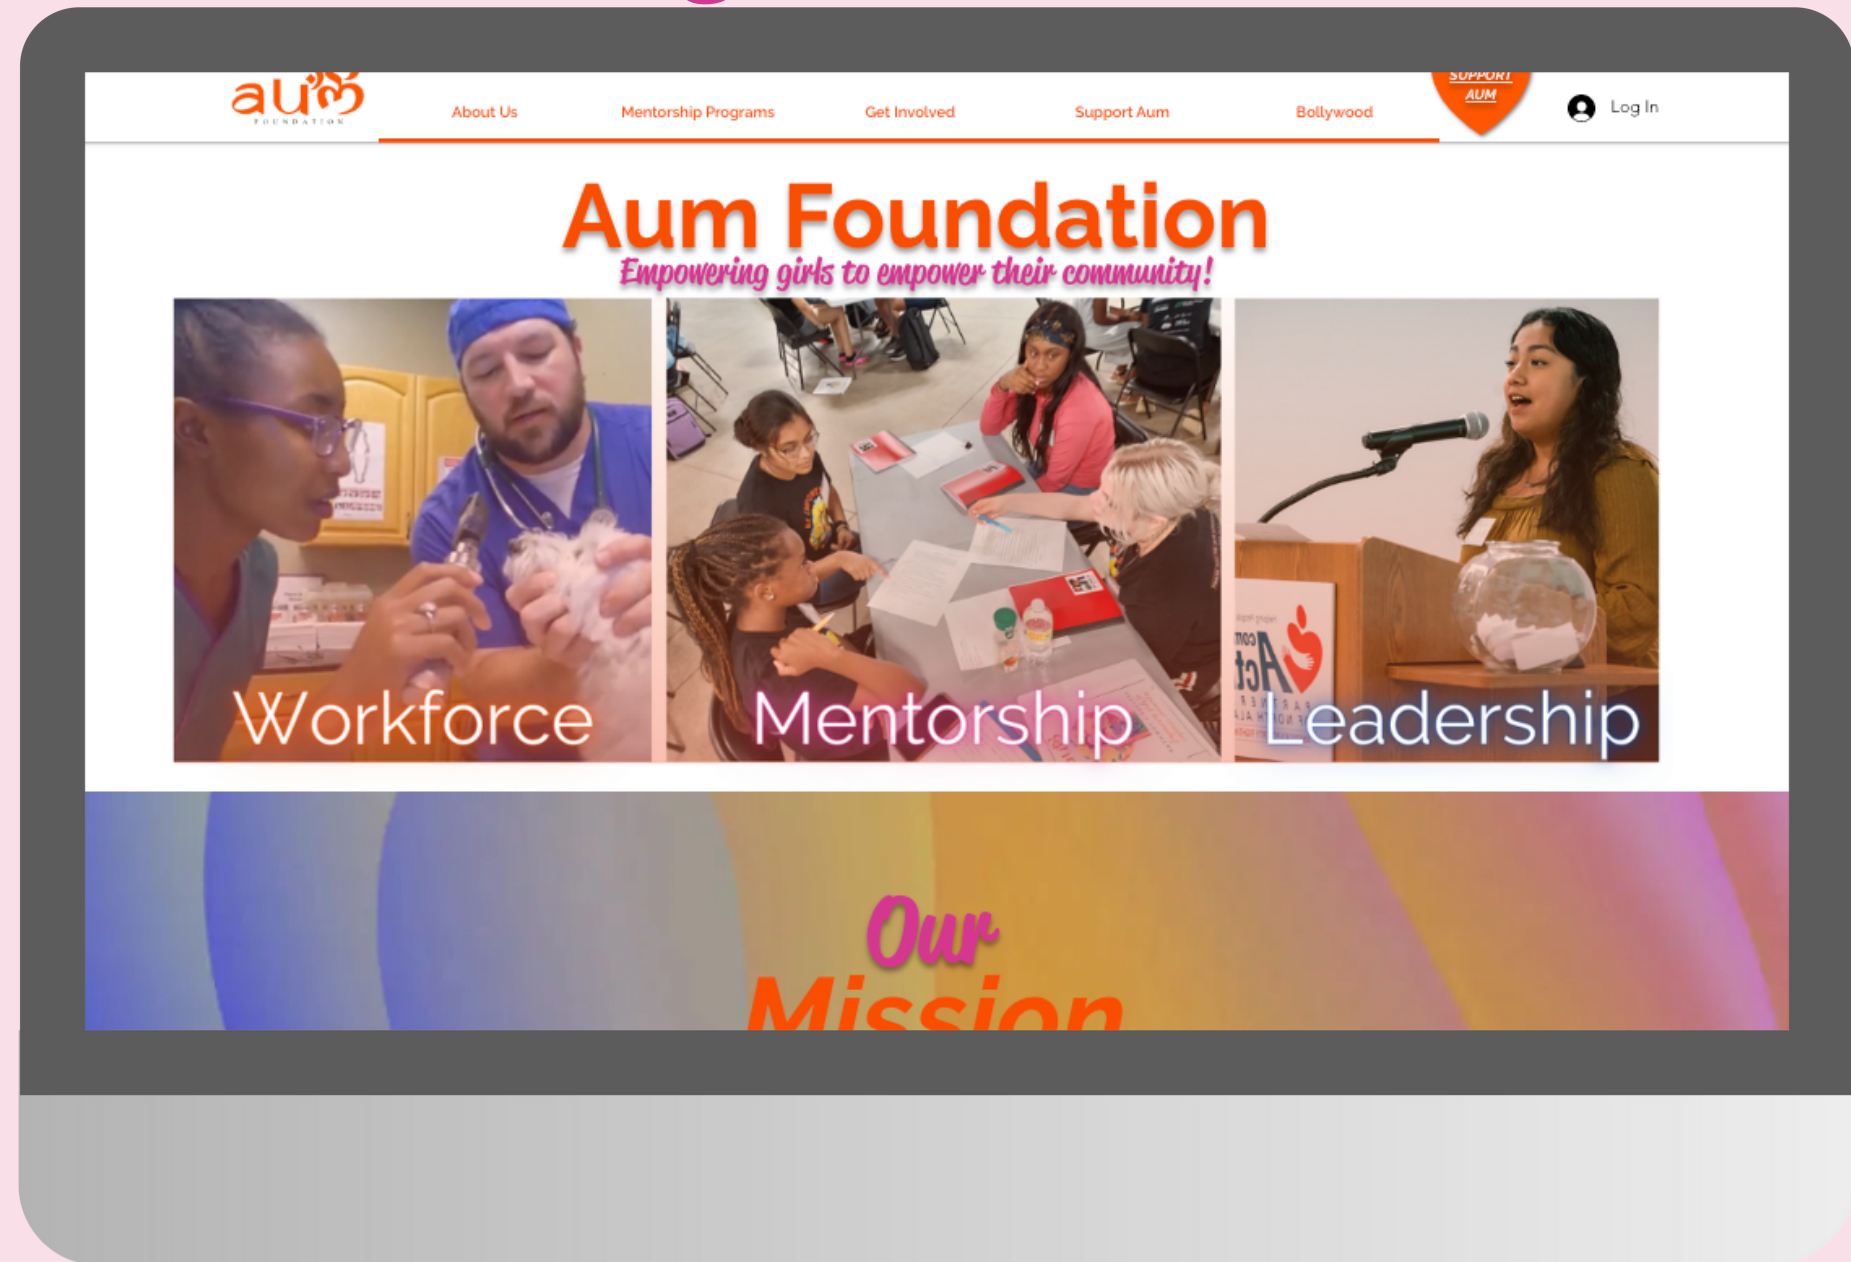 aum
FOUNDATION
About Us
Mentorship Programs
Get Involved
Support Aum
Bollywood
SUPPORT
AUM
Log In
Aum Foundation
Empowering girls to empower their community!
Workforce
Mentorship
Leadership
Our
Mission